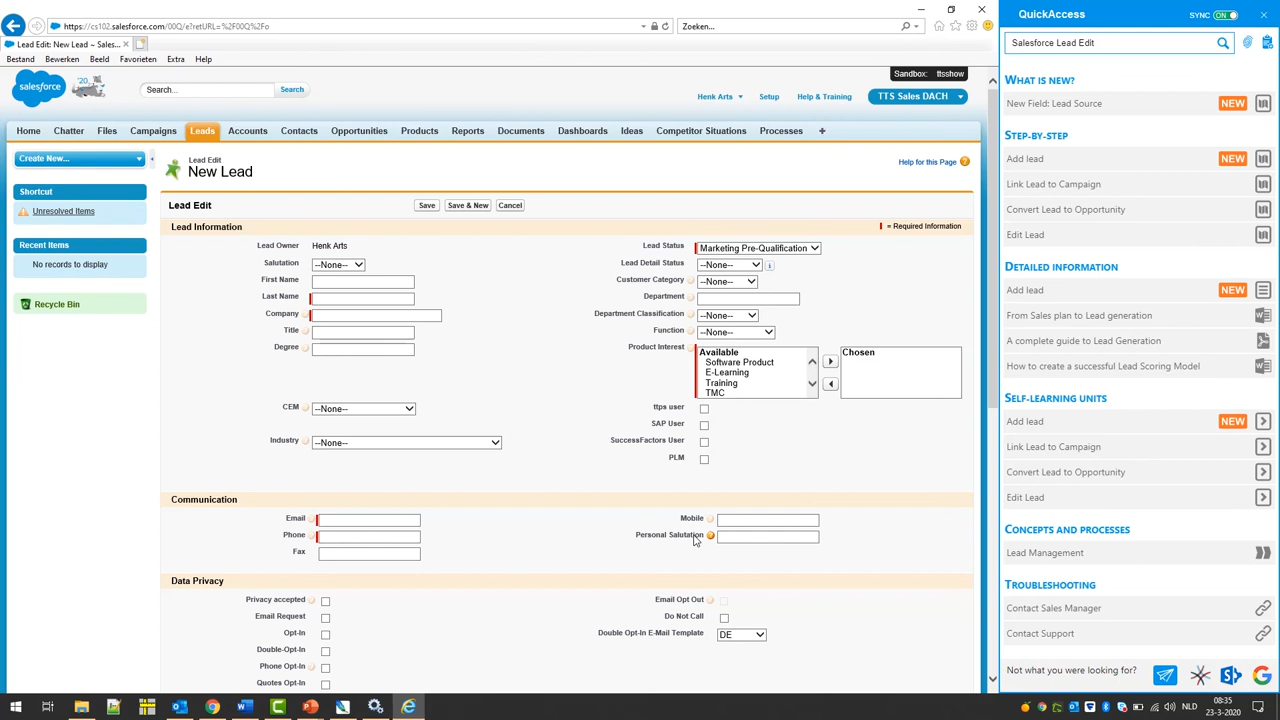 https://cs102.salesforce.com/00Q/e?retURL=%2F00Q%2Fo
Zoeken...
Lead Edit: New Lead ~ Sales...
Bestand Bewerken Beeld Favorieten Extra Help
salesforce
'20
Search...
Search
Sandbox: ttsshow
Henk Arts Setup Help & Training TTS Sales DACH
Home Chatter Files Campaigns Leads Accounts Contacts Opportunities Products Reports Documents Dashboards Ideas Competitor Situations Processes +
Create New...
Shortcut
Unresolved Items
Recent Items
No records to display
Recycle Bin
Lead Edit
New Lead
Help for this Page ?
Lead Edit Save Save & New Cancel
Lead Information
= Required Information
Lead Owner Henk Arts
Lead Status Marketing Pre-Qualification
Salutation --None--
Lead Detail Status --None-- i
First Name
Customer Category --None--
Last Name
Department
Company
Department Classification --None--
Title
Function --None--
Degree
Product Interest
Available
Software Product
E-Learning
Training
TMC
Chosen
CEM --None--
ttps user
SAP User
Industry --None--
SuccessFactors User
PLM
Communication
Email
Mobile
Phone
Personal Salutation
Fax
Data Privacy
Privacy accepted
Email Opt Out
Email Request
Do Not Call
Opt-In
Double Opt-In E-Mail Template DE
Double-Opt-In
Phone Opt-In
Quotes Opt-In
QuickAccess
SYNC ON
Salesforce Lead Edit
WHAT IS NEW?
New Field: Lead Source NEW
STEP-BY-STEP
Add lead NEW
Link Lead to Campaign
Convert Lead to Opportunity
Edit Lead
DETAILED INFORMATION
Add lead NEW
From Sales plan to Lead generation
A complete guide to Lead Generation
How to create a successful Lead Scoring Model
SELF-LEARNING UNITS
Add lead NEW
Link Lead to Campaign
Convert Lead to Opportunity
Edit Lead
CONCEPTS AND PROCESSES
Lead Management
TROUBLESHOOTING
Contact Sales Manager
Contact Support
Not what you were looking for?
NLD
08:35
23-3-2020